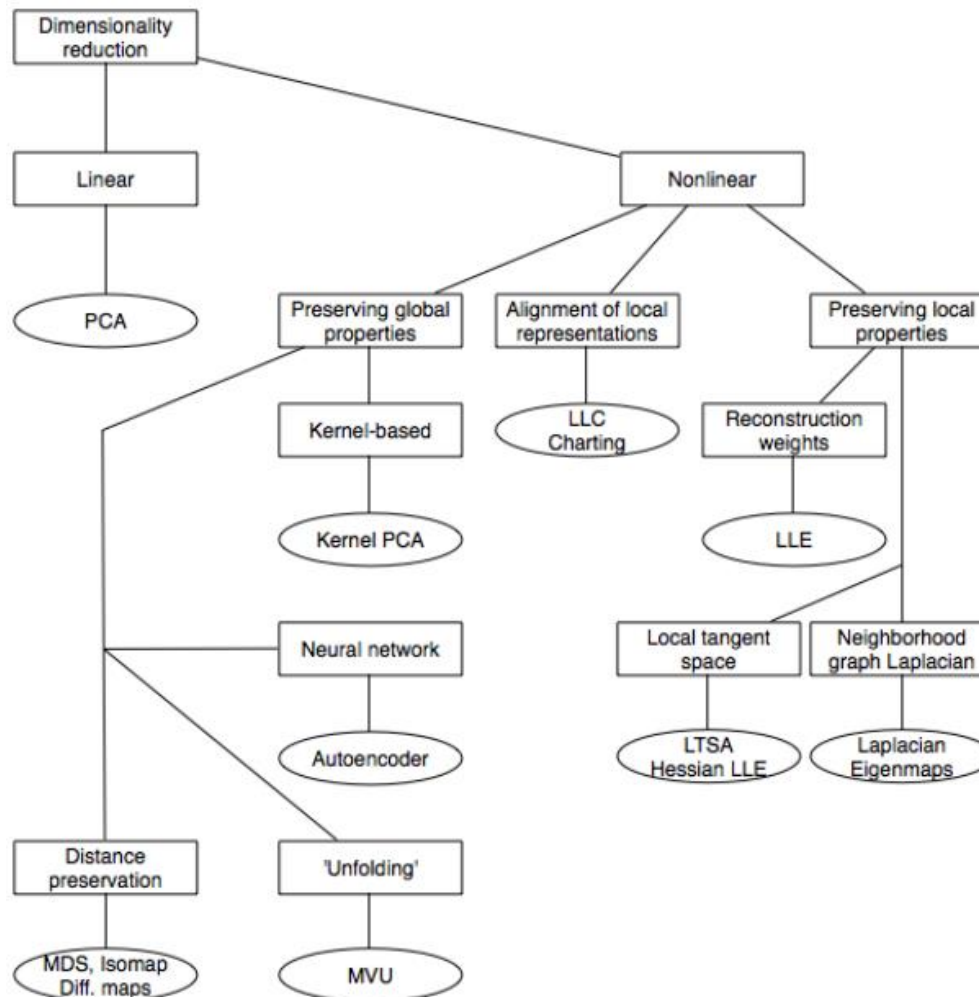 Dimensionality
reduction
Linear
Nonlinear
PCA
Preserving global
properties
Alignment of local
representations
Preserving local
properties
Kernel-based
LLC
Charting
Reconstruction
weights
Kernel PCA
LLE
Neural network
Local tangent
space
Neighborhood
graph Laplacian
Autoencoder
LTSA
Hessian LLE
Laplacian
Eigenmaps
Distance
preservation
'Unfolding'
MDS, Isomap
Diff. maps
MVU